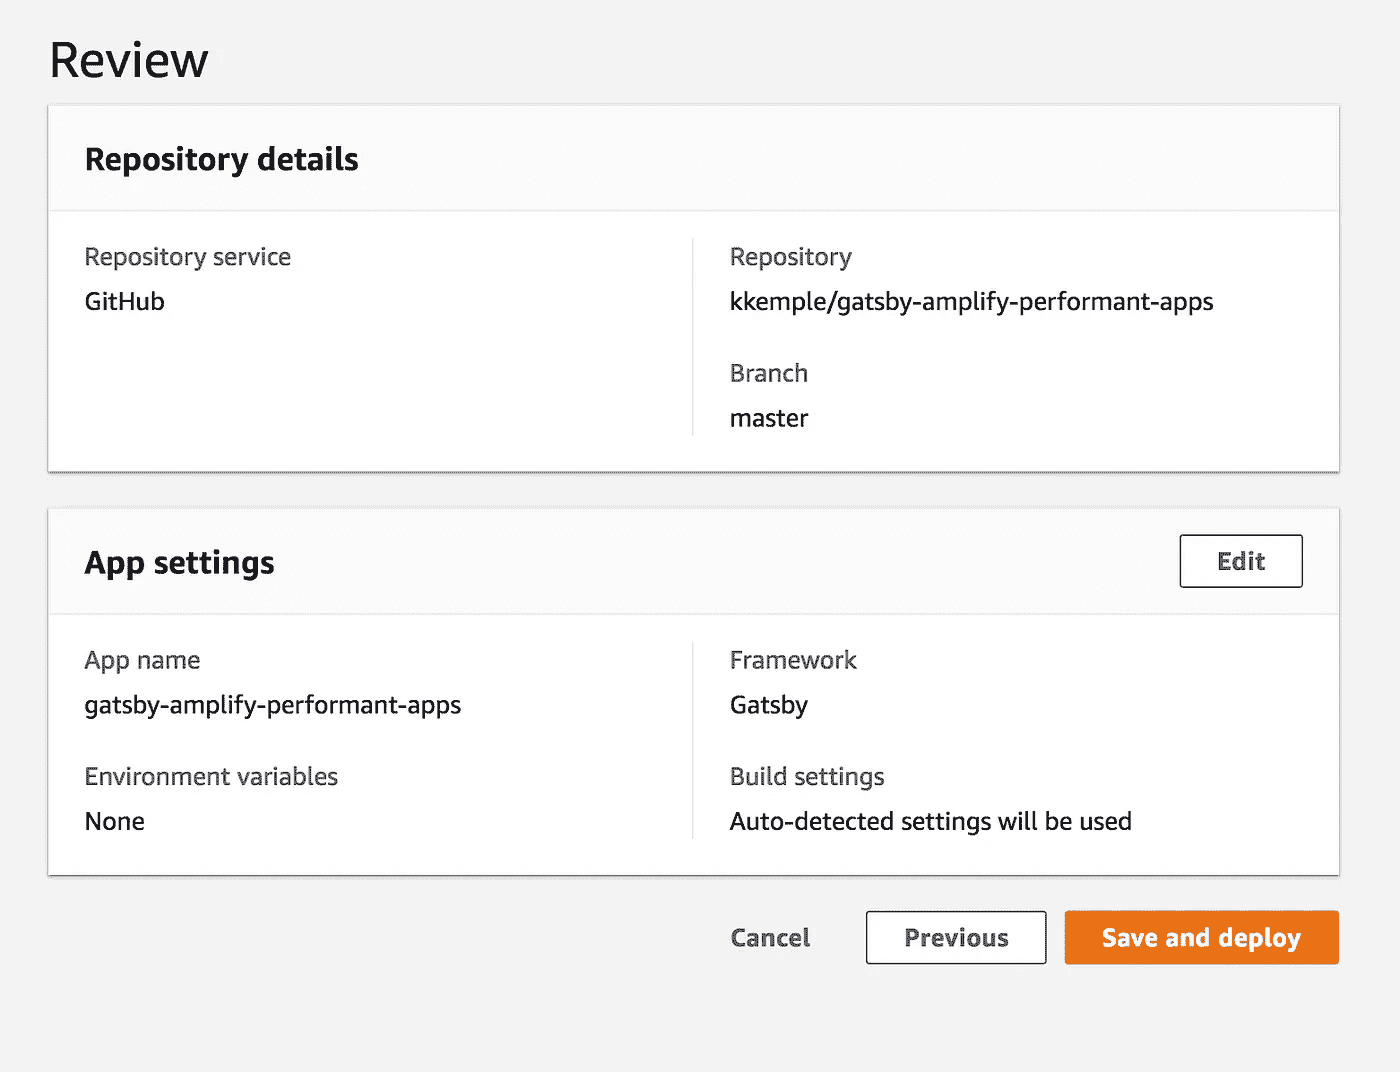 Review
Repository details
Repository service
GitHub
Repository
kkemple/gatsby-amplify-performant-apps
Branch
master
App settings
Edit
App name
gatsby-amplify-performant-apps
Environment variables
None
Framework
Gatsby
Build settings
Auto-detected settings will be used
Cancel
Previous
Save and deploy